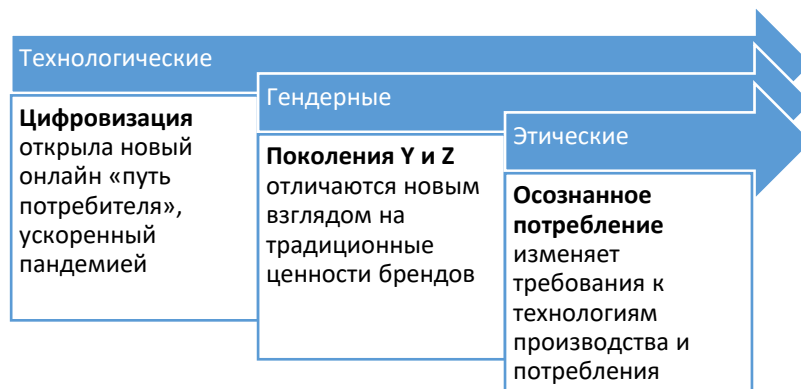 Технологические
Цифровизация
открыла новый
онлайн «путь
потребителя»,
ускоренный
пандемией
Гендерные
Поколения Y и Z
отличаются новым
взглядом на
традиционные
ценности брендов
Этические
Осознанное
потребление
изменяет
требования к
технологиям
производства и
потребления